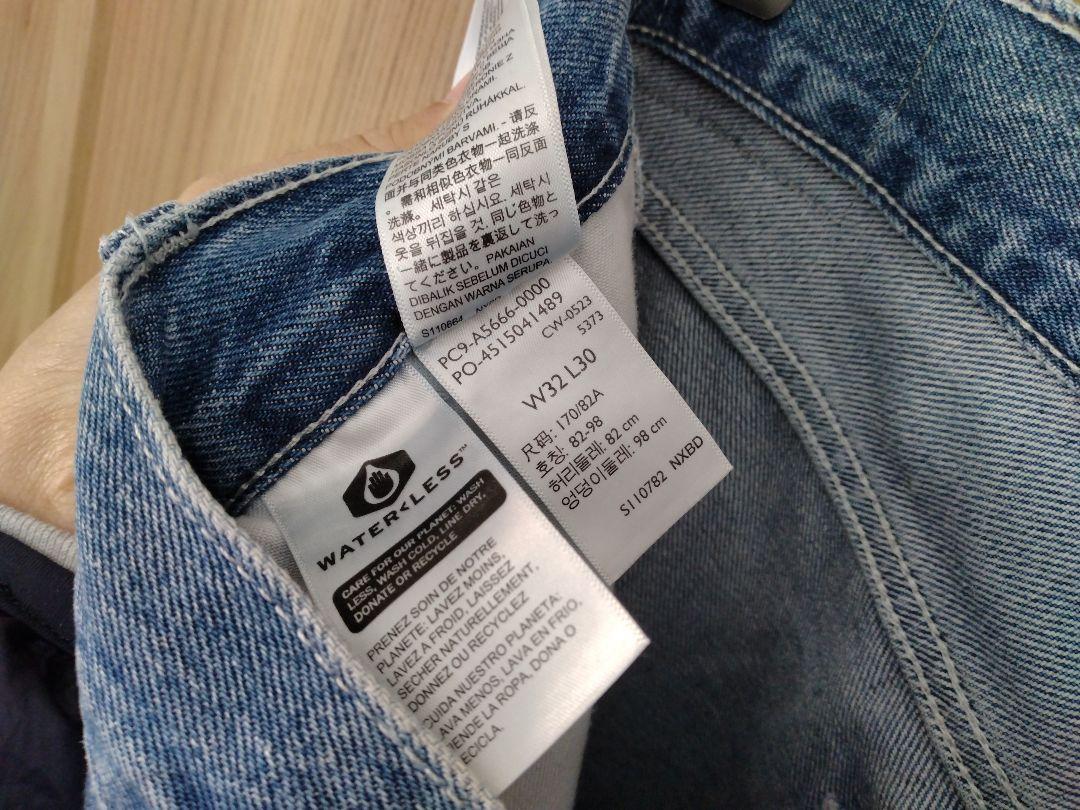 RUHÁKKAL.
PODOBNÝMI BARVAMI. - 请反
面并与同类色衣物一起洗涤
。需和相似色衣物一同反面
洗滌。세탁시 같은
색상끼리 하십시요. 세탁시
옷을 뒤집을 것. 同じ色物と
一緒に製品を裏返して洗っ
てください。PAKAIAN
DIBALIK SEBELUM DICUCI
DENGAN WARNA SERUPA.
S110664
PC9-A5666-0000
PO-4515041489
CW-0523
5373
W32 L30
尺码: 170/82A
호칭: 82-98
허리둘레: 82 cm
엉덩이둘레: 98 cm
S110782 NXBD
WATER<LESS™
CARE FOR OUR PLANET: WASH
LESS, WASH COLD, LINE DRY,
DONATE OR RECYCLE
PRENEZ SOIN DE NOTRE
PLANÈTE: LAVEZ MOINS,
LAVEZ À FROID, LAISSEZ
SÉCHER NATURELLEMENT,
DONNEZ OU RECYCLEZ
CUIDA NUESTRO PLANETA:
LAVA MENOS, LAVA EN FRIO,
TIENDE LA ROPA, DONA O
RECICLA.